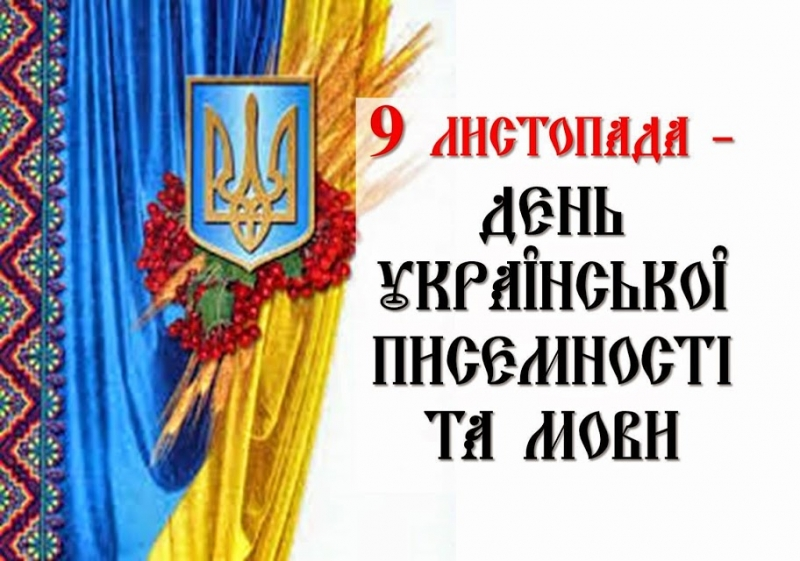 9 ЛИСТОПАДА -
ДЕНЬ
УКРАЇНСЬКОЇ
ПИСЕМНОСТІ
ТА МОВИ